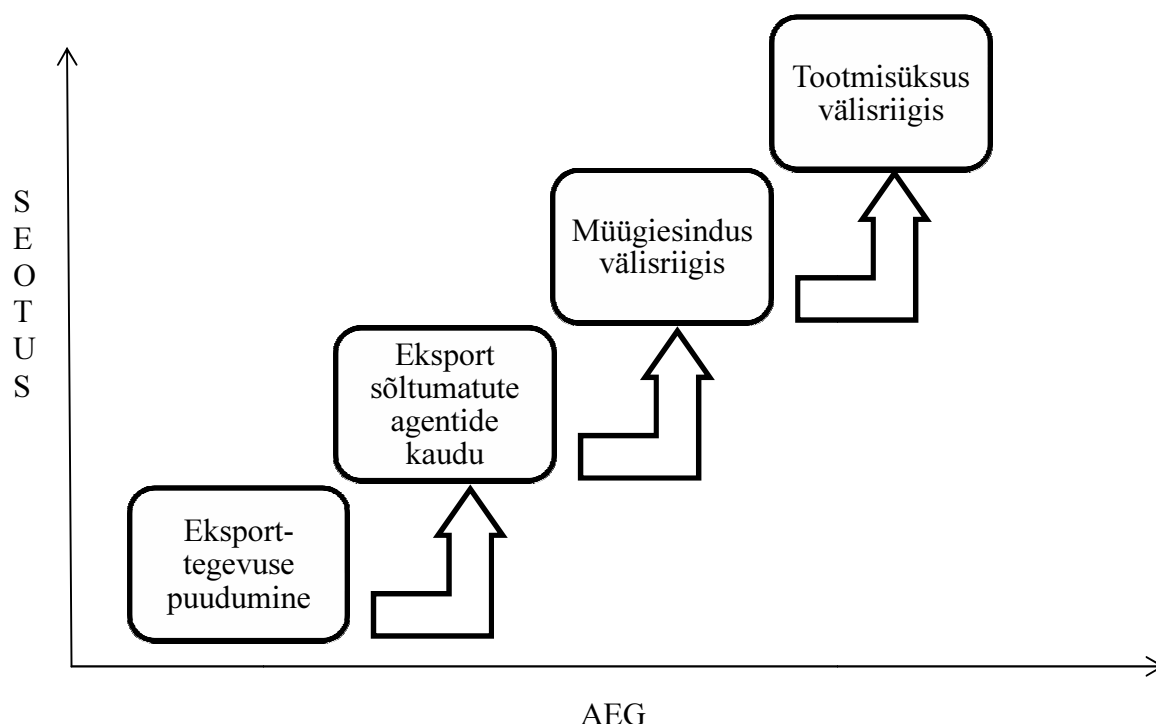 Tootmisüksus
välisriigis
S
E
O
T
U
S
Müügiesindus
välisriigis
Eksport
sõltumatute
agentide
kaudu
Eksport-
tegevuse
puudumine
AEG